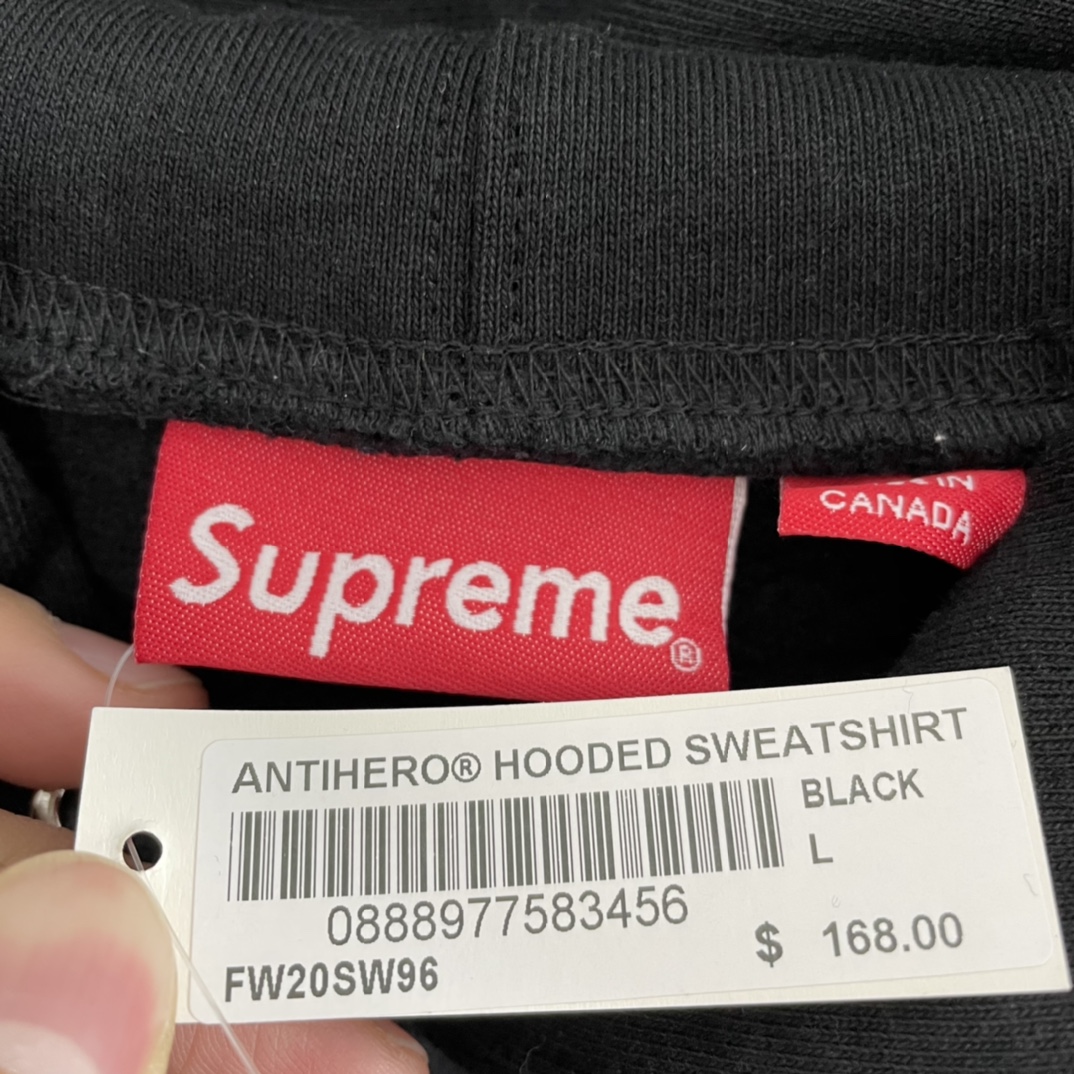 Supreme®
CANADA
ANTIHERO® HOODED SWEATSHIRT
BLACK
L
0888977583456
$ 168.00
FW20SW96